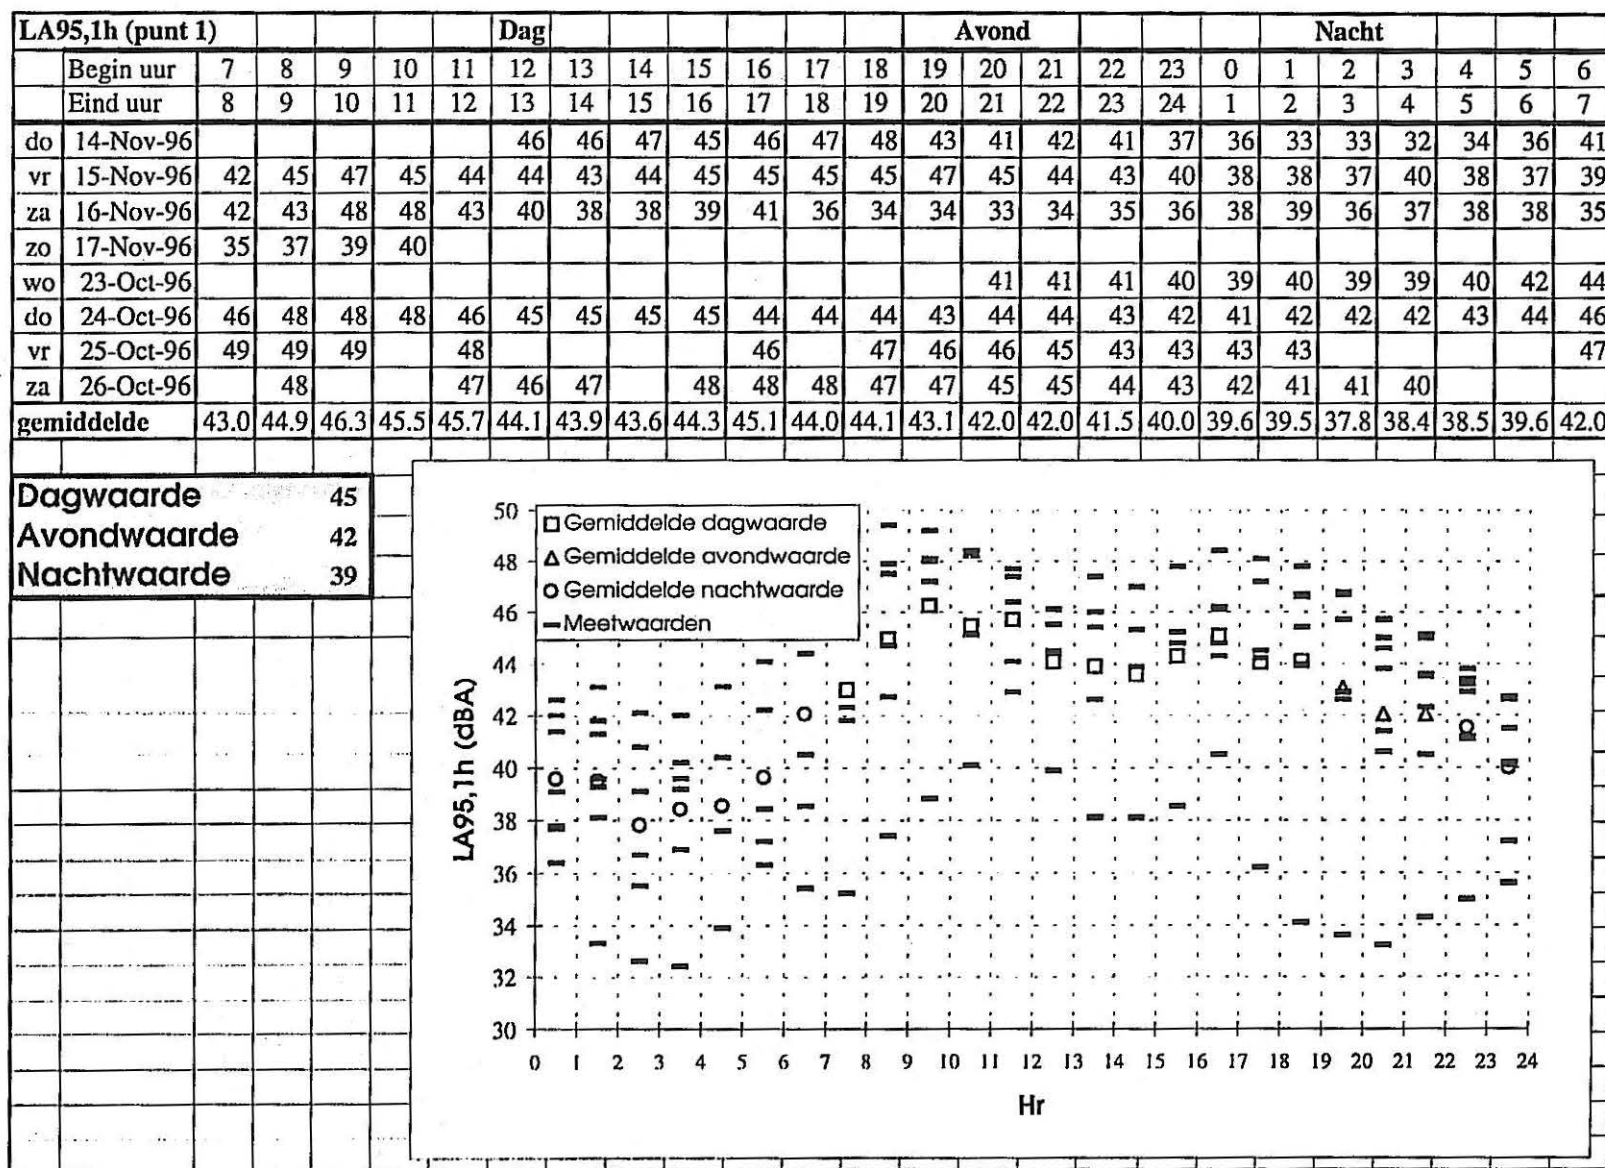 LA95,1h (punt 1) Dag Avond Nacht
Begin uur 7 8 9 10 11 12 13 14 15 16 17 18 19 20 21 22 23 0 1 2 3 4 5 6
Eind uur 8 9 10 11 12 13 14 15 16 17 18 19 20 21 22 23 24 1 2 3 4 5 6 7
do 14-Nov-96 46 46 47 45 46 47 48 43 41 42 41 37 36 33 33 32 34 36 41
vr 15-Nov-96 42 45 47 45 44 44 43 44 45 45 45 45 47 45 44 43 40 38 38 37 40 38 37 39
za 16-Nov-96 42 43 48 48 43 40 38 38 39 41 36 34 34 33 34 35 36 38 39 36 37 38 38 35
zo 17-Nov-96 35 37 39 40
wo 23-Oct-96 41 41 41 40 39 40 39 39 40 42 44
do 24-Oct-96 46 48 48 48 46 45 45 45 45 44 44 44 43 44 44 43 42 41 42 42 42 43 44 46
vr 25-Oct-96 49 49 49 48 46 47 46 46 45 43 43 43 43 47
za 26-Oct-96 48 47 46 47 48 48 48 47 47 45 45 44 43 42 41 41 40
gemiddelde 43.0 44.9 46.3 45.5 45.7 44.1 43.9 43.6 44.3 45.1 44.0 44.1 43.1 42.0 42.0 41.5 40.0 39.6 39.5 37.8 38.4 38.5 39.6 42.0
Dagwaarde 45
Avondwaarde 42
Nachtwaarde 39
Gemiddelde dagwaarde
Gemiddelde avondwaarde
Gemiddelde nachtwaarde
Meetwaarden
LA95,1h (dBA)
50
48
46
44
42
40
38
36
34
32
30
0 1 2 3 4 5 6 7 8 9 10 11 12 13 14 15 16 17 18 19 20 21 22 23 24
Hr